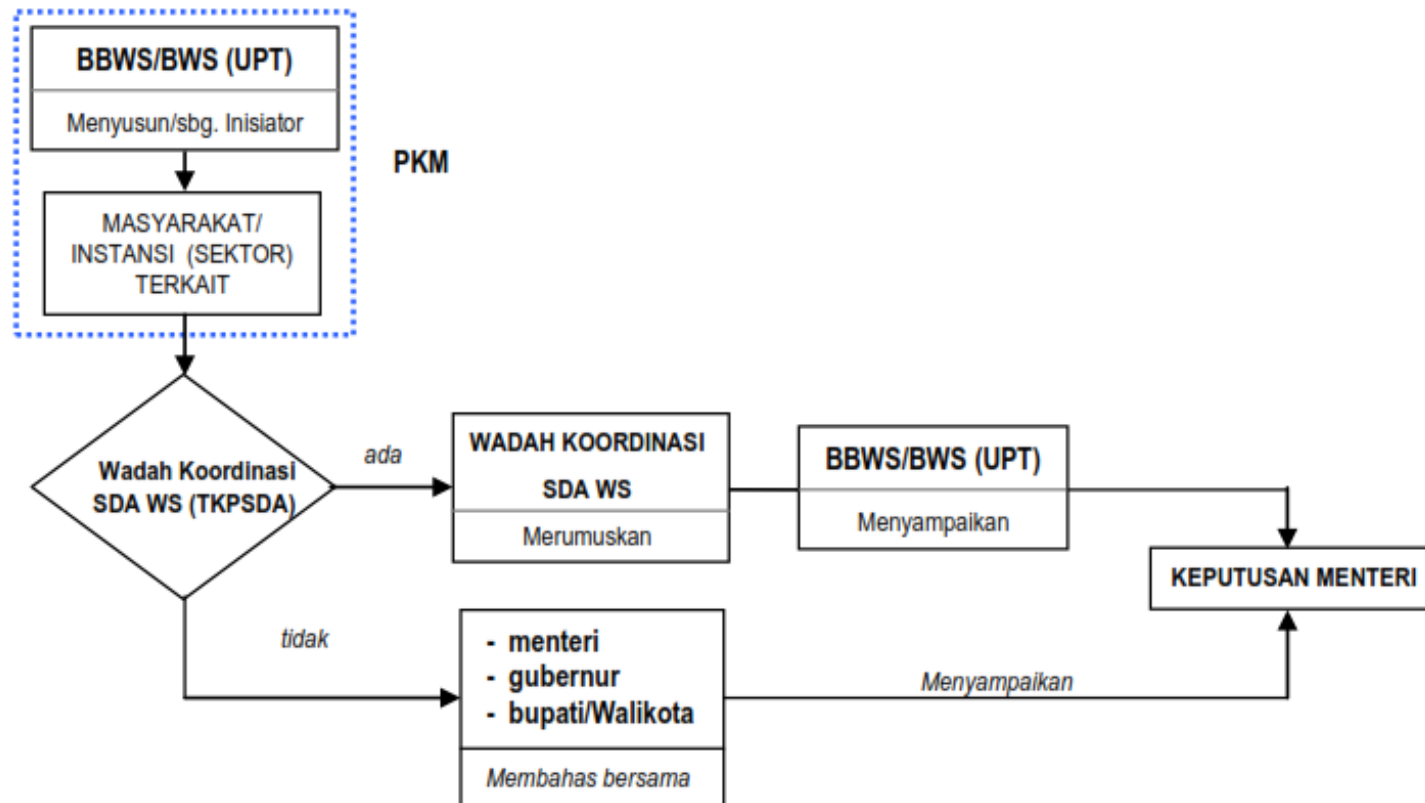 BBWS/BWS (UPT)
Menyusun/sbg. Inisiator
PKM
MASYARAKAT/
INSTANSI (SEKTOR)
TERKAIT
Wadah Koordinasi
SDA WS (TKPSDA)
ada
WADAH KOORDINASI
SDA WS
Merumuskan
BBWS/BWS (UPT)
Menyampaikan
KEPUTUSAN MENTERI
tidak
- menteri
- gubernur
- bupati/Walikota
Membahas bersama
Menyampaikan